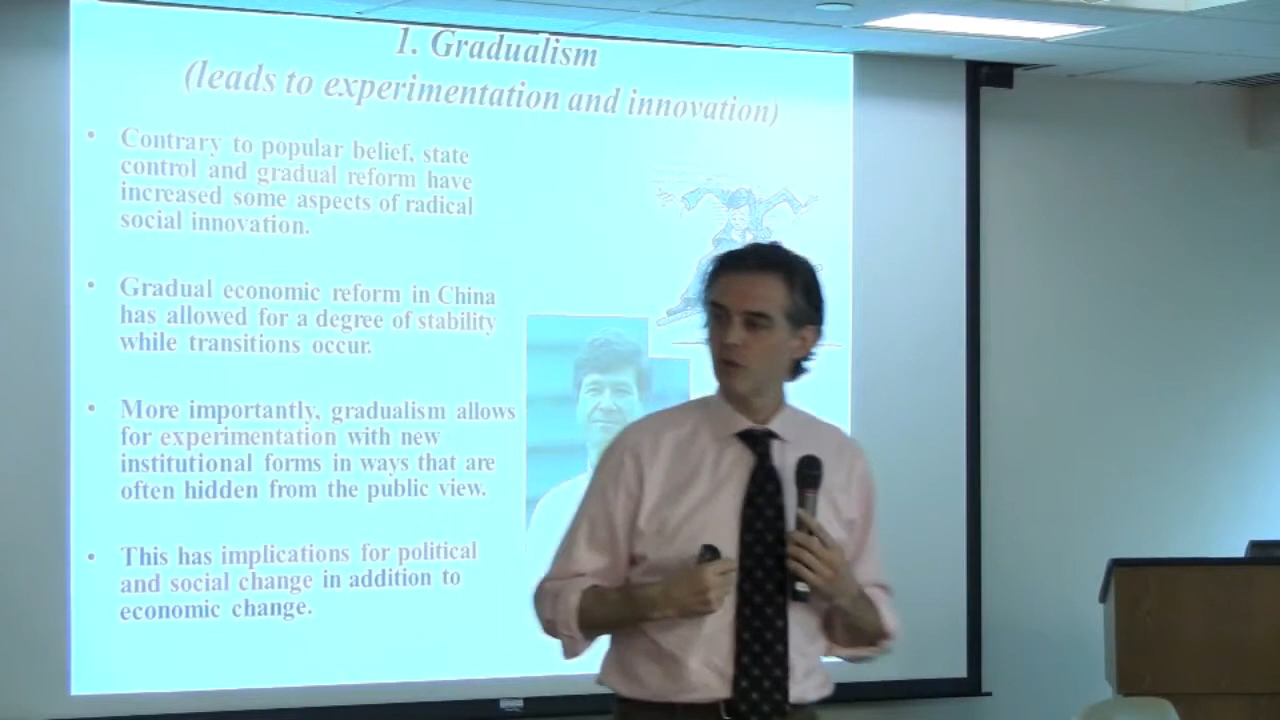 1. Gradualism
(leads to experimentation and innovation)
• Contrary to popular belief, state
control and gradual reform have
increased some aspects of radical
social innovation.
• Gradual economic reform in China
has allowed for a degree of stability
while transitions occur.
• More importantly, gradualism allows
for experimentation with new
institutional forms in ways that are
often hidden from the public view.
• This has implications for political
and social change in addition to
economic change.